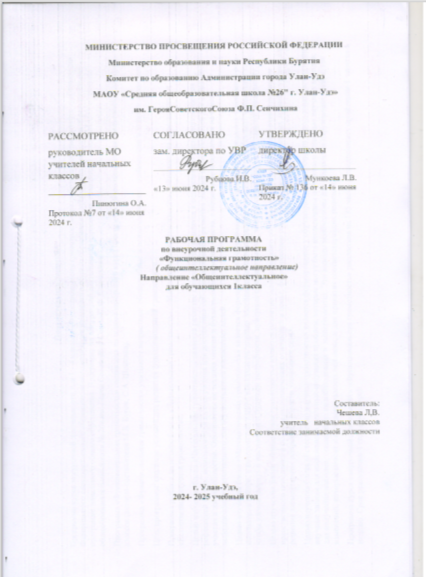 МИНИСТЕРСТВО ПРОСВЕЩЕНИЯ РОССИЙСКОЙ ФЕДЕРАЦИИ
Министерство образования и науки Республики Бурятия
Комитет по образованию Администрации города Улан-Удэ
МАОУ «Средняя общеобразовательная школа №26" г. Улан-Удэ»
им. ГерояСоветскогоСоюза Ф.П. Сенчихина
РАССМОТРЕНО
руководитель МО
учителей начальных
классов
Пинюгина О.А.
Протокол №7 от «14» июня
2024 г.
СОГЛАСОВАНО
зам. директора по УВР
Рубцова И.В.
«13» июня 2024 г.
УТВЕРЖДЕНО
директор школы
Мункоева Л.В.
Приказ № 136 от «14» июня
2024 г.
РАБОЧАЯ ПРОГРАММА
по внеурочной деятельности
«Функциональная грамотность»
( общеинтеллектуальное направление)
Направление «Общеинтеллектуальное»
для обучающихся 1класса
Составитель:
Чешева Л.В.
учитель начальных классов
Соответствие занимаемой должности
г. Улан-Удэ,
2024- 2025 учебный год